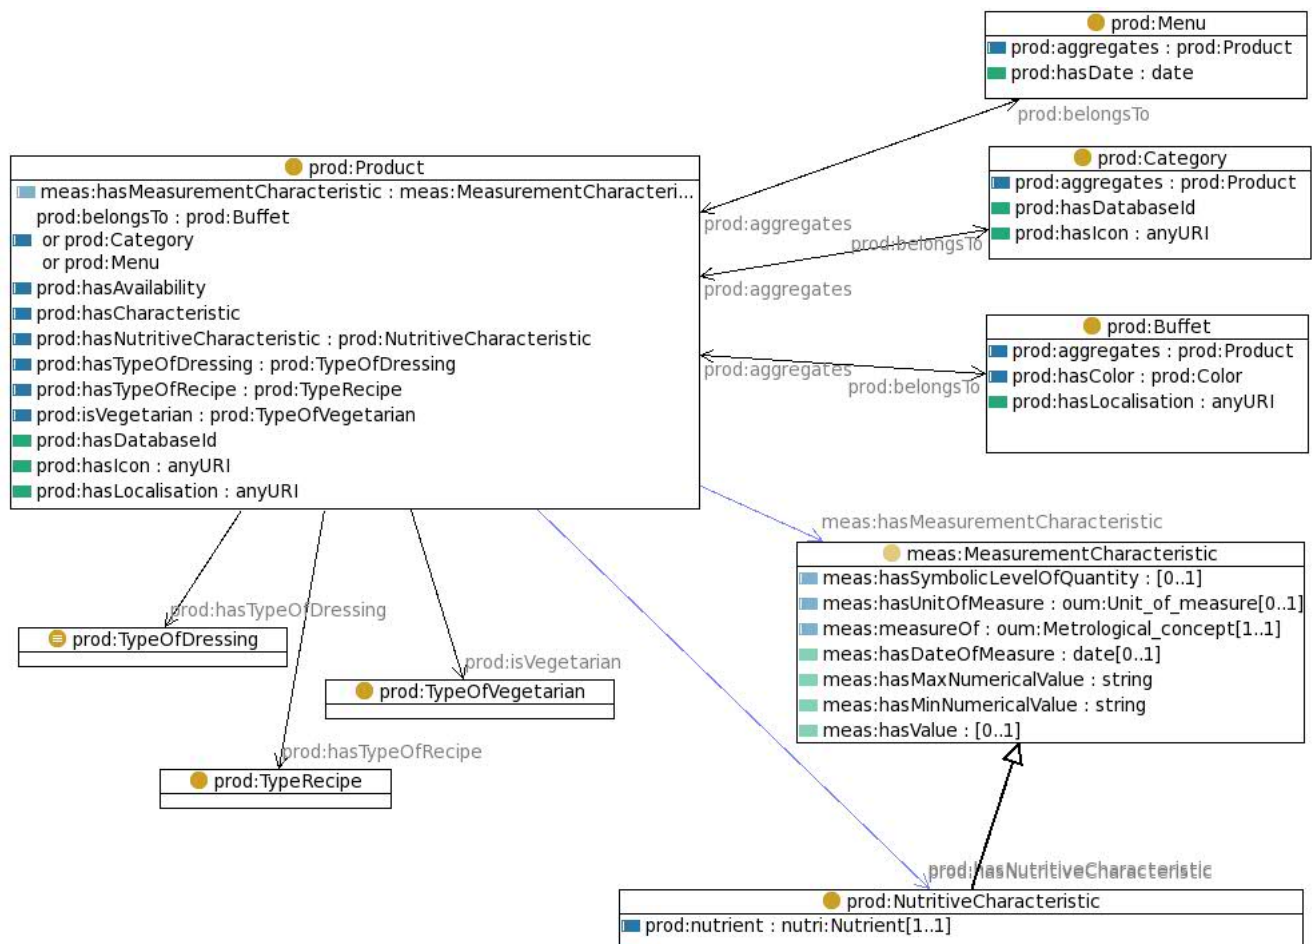 prod:Menu
prod:aggregates : prod:Product
prod:hasDate : date
prod:belongsTo
prod:Product
meas:hasMeasurementCharacteristic : meas:MeasurementCharacteri...
prod:belongsTo : prod:Buffet
or prod:Category
or prod:Menu
prod:hasAvailability
prod:hasCharacteristic
prod:hasNutritiveCharacteristic : prod:NutritiveCharacteristic
prod:hasTypeOfDressing : prod:TypeOfDressing
prod:hasTypeOfRecipe : prod:TypeRecipe
prod:isVegetarian : prod:TypeOfVegetarian
prod:hasDatabaseId
prod:hasIcon : anyURI
prod:hasLocalisation : anyURI
prod:aggregates
prod:Category
prod:aggregates : prod:Product
prod:hasDatabaseId
prod:hasIcon : anyURI
prod:belongsTo
prod:aggregates
prod:Buffet
prod:aggregates : prod:Product
prod:hasColor : prod:Color
prod:hasLocalisation : anyURI
prod:aggregates
prod:belongsTo
meas:hasMeasurementCharacteristic
meas:MeasurementCharacteristic
meas:hasSymbolicLevelOfQuantity : [0..1]
meas:hasUnitOfMeasure : oum:Unit_of_measure[0..1]
meas:measureOf : oum:Metrological_concept[1..1]
meas:hasDateOfMeasure : date[0..1]
meas:hasMaxNumericalValue : string
meas:hasMinNumericalValue : string
meas:hasValue : [0..1]
prod:hasTypeOfDressing
prod:TypeOfDressing
prod:isVegetarian
prod:TypeOfVegetarian
prod:hasTypeOfRecipe
prod:TypeRecipe
prod:hasNutritiveCharacteristic
prod:hasNutritiveCharacteristic
prod:NutritiveCharacteristic
prod:nutrient : nutri:Nutrient[1..1]